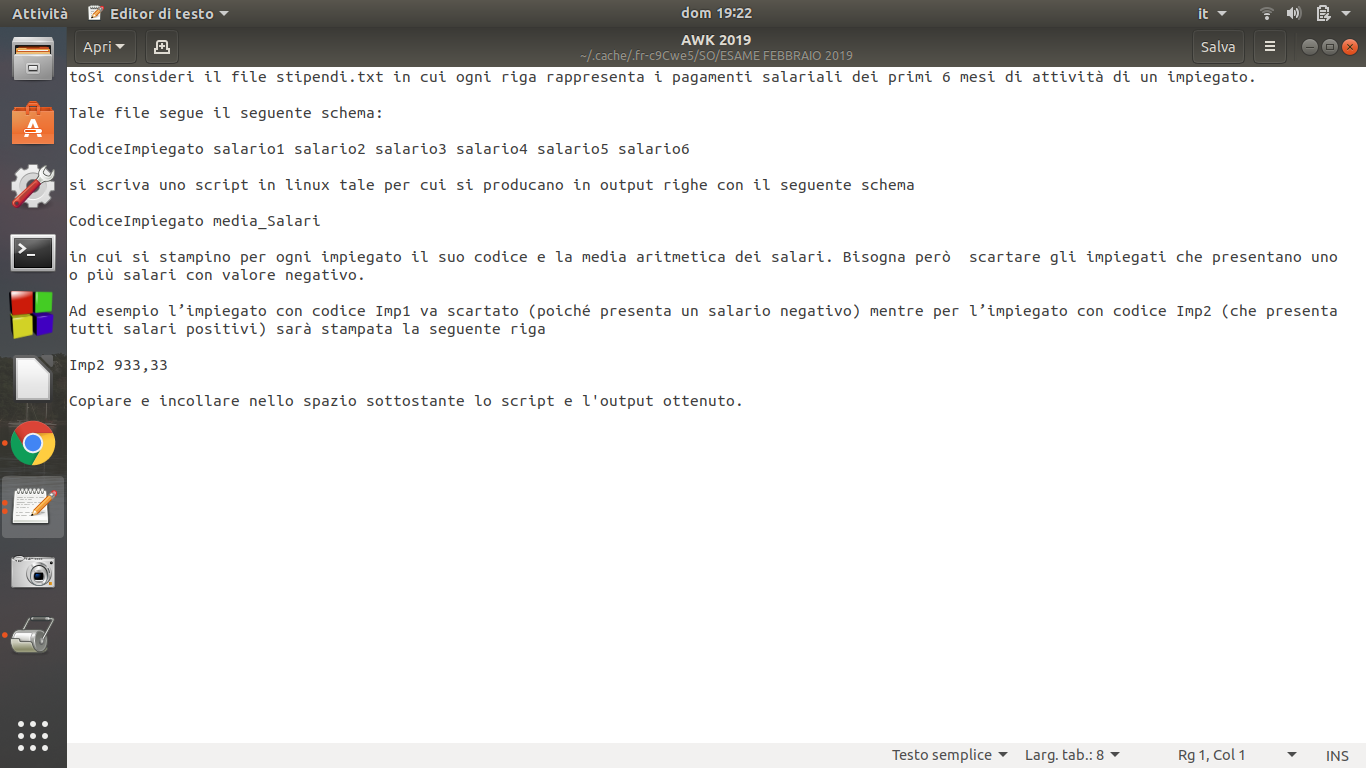 Attività Editor di testo dom 19:22 it
Apri AWK 2019 Salva
~/.cache/.fr-c9Cwe5/SO/ESAME FEBBRAIO 2019
toSi consideri il file stipendi.txt in cui ogni riga rappresenta i pagamenti salariali dei primi 6 mesi di attività di un impiegato.
Tale file segue il seguente schema:
CodiceImpiegato salario1 salario2 salario3 salario4 salario5 salario6
si scriva uno script in linux tale per cui si producano in output righe con il seguente schema
CodiceImpiegato media_Salari
in cui si stampino per ogni impiegato il suo codice e la media aritmetica dei salari. Bisogna però  scartare gli impiegati che presentano uno
o più salari con valore negativo.
Ad esempio l’impiegato con codice Imp1 va scartato (poiché presenta un salario negativo) mentre per l’impiegato con codice Imp2 (che presenta
tutti salari positivi) sarà stampata la seguente riga
Imp2 933,33
Copiare e incollare nello spazio sottostante lo script e l'output ottenuto.
Testo semplice Larg. tab.: 8 Rg 1, Col 1 INS